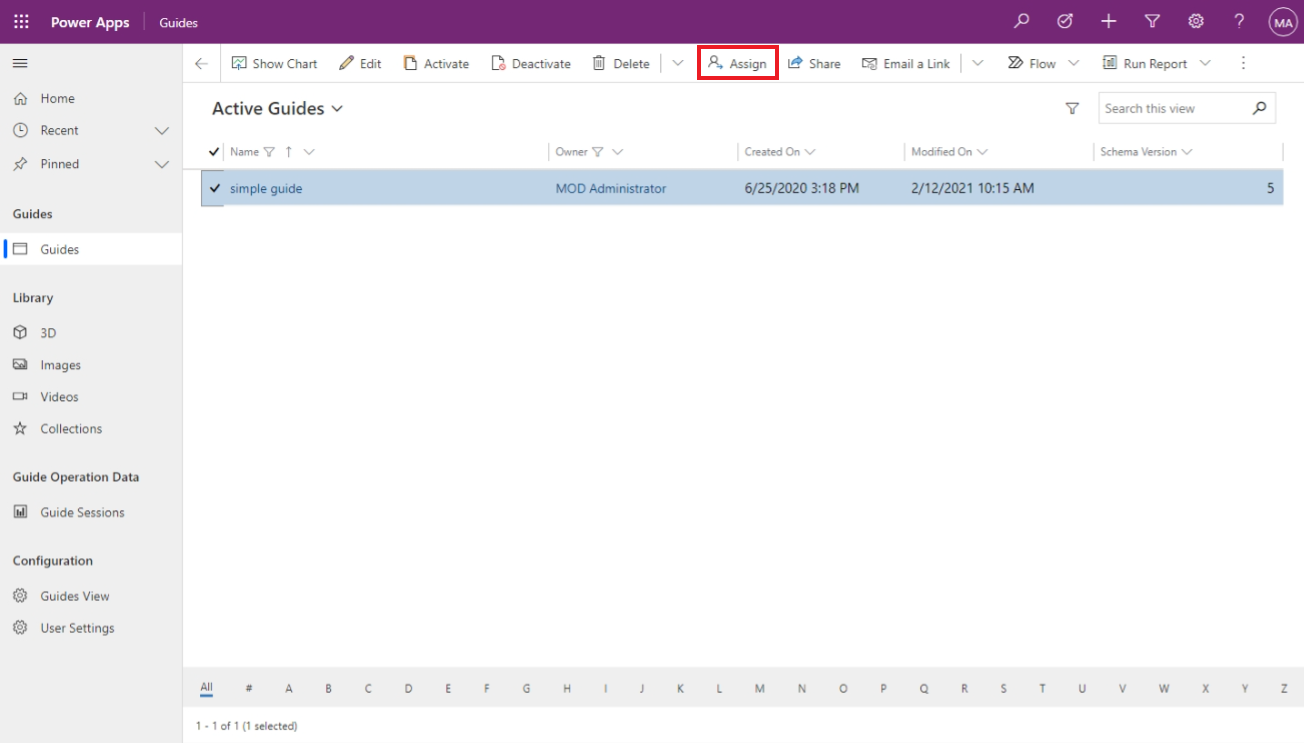 Power Apps Guides MA
Show Chart Edit Activate Deactivate Delete Assign Share Email a Link Flow Run Report
Home
Recent
Pinned
Guides
Guides
Library
3D
Images
Videos
Collections
Guide Operation Data
Guide Sessions
Configuration
Guides View
User Settings
Active Guides Search this view
Name Owner Created On Modified On Schema Version
simple guide MOD Administrator 6/25/2020 3:18 PM 2/12/2021 10:15 AM 5
All # A B C D E F G H I J K L M N O P Q R S T U V W X Y Z
1 - 1 of 1 (1 selected)